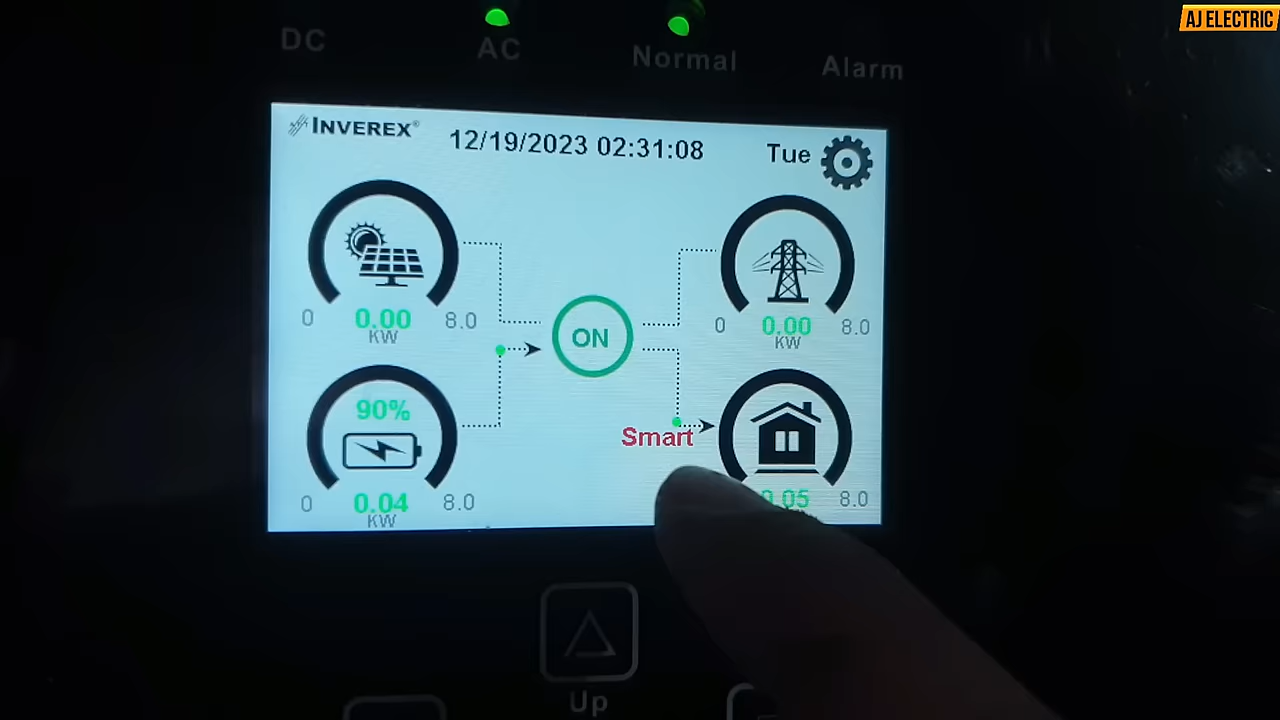 AJ ELECTRIC
DC
AC
Normal
Alarm
INVEREX®
12/19/2023 02:31:08
Tue
0
0.00
8.0
KW
0
0.00
8.0
KW
ON
90%
Smart
0
0.04
8.0
KW
0.05
8.0
Up